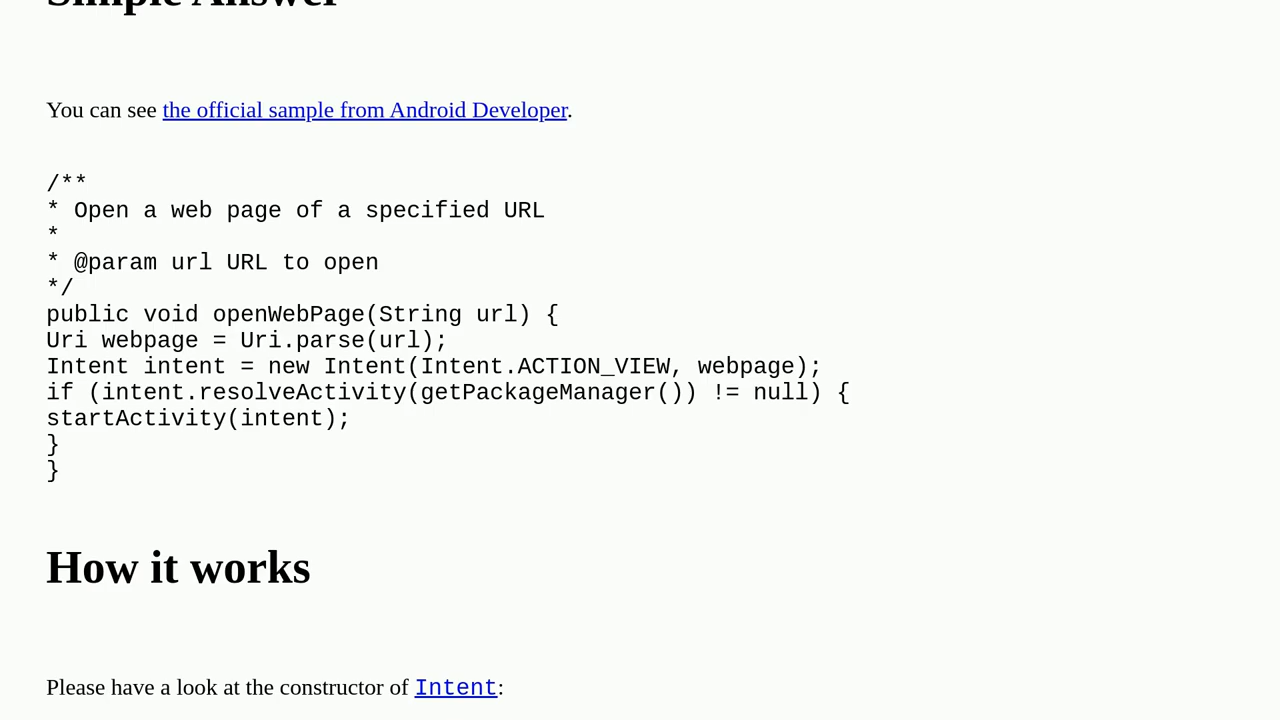 Simple Answer
You can see the official sample from Android Developer.
/**
* Open a web page of a specified URL
*
* @param url URL to open
*/
public void openWebPage(String url) {
Uri webpage = Uri.parse(url);
Intent intent = new Intent(Intent.ACTION_VIEW, webpage);
if (intent.resolveActivity(getPackageManager()) != null) {
startActivity(intent);
}
}
How it works
Please have a look at the constructor of Intent: